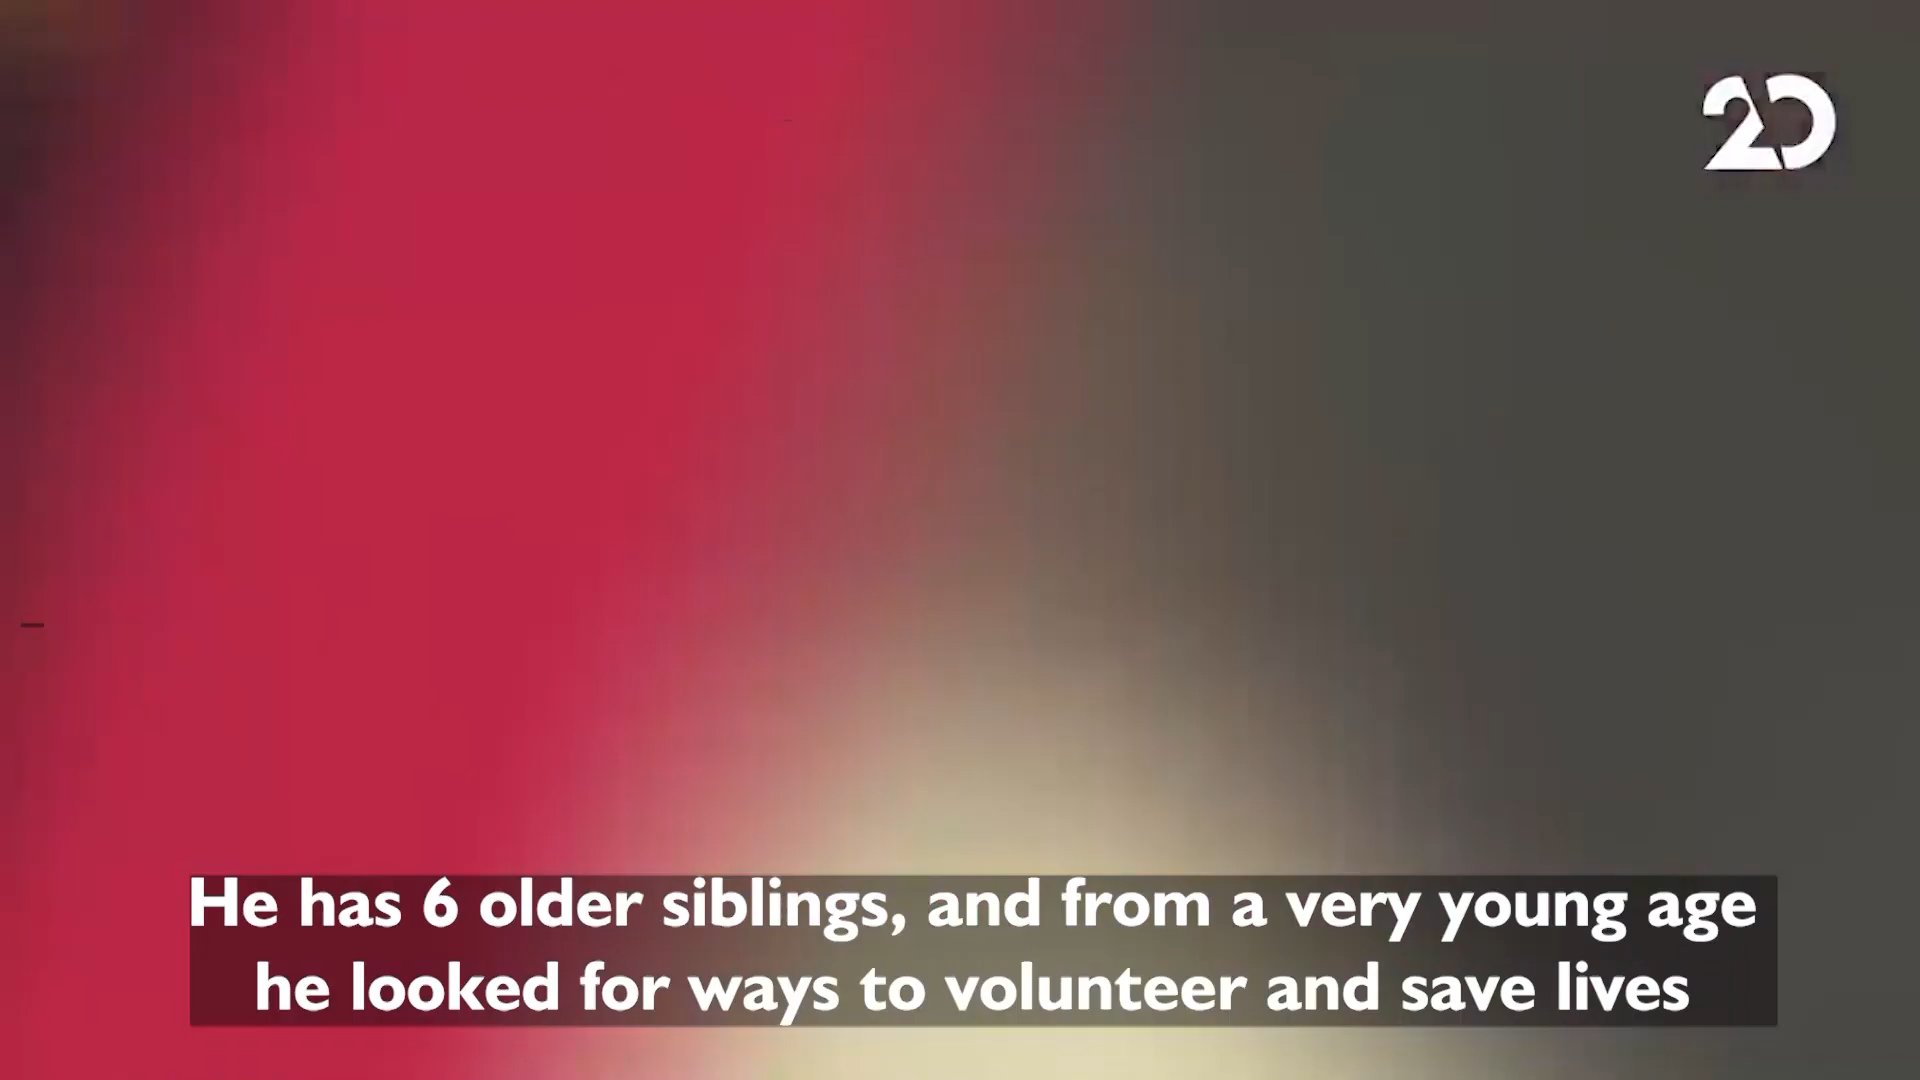 20
He has 6 older siblings, and from a very young age
he looked for ways to volunteer and save lives